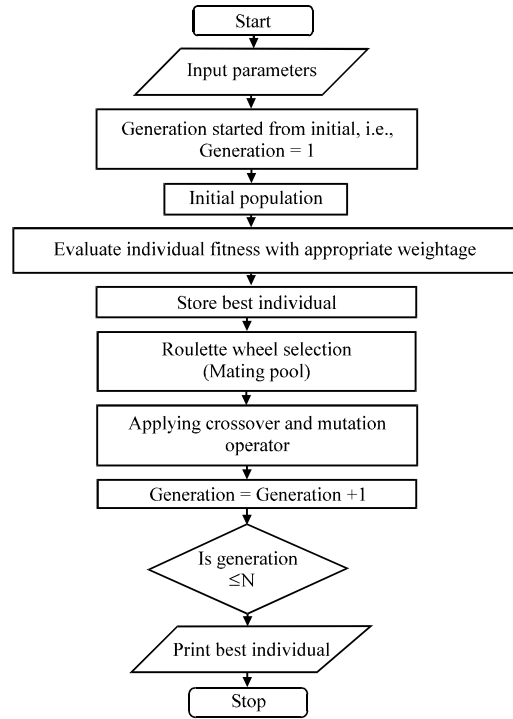 Start
Input parameters
Generation started from initial, i.e.,
Generation = 1
Initial population
Evaluate individual fitness with appropriate weightage
Store best individual
Roulette wheel selection
(Mating pool)
Applying crossover and mutation
operator
Generation = Generation +1
Is generation
≤N
Print best individual
Stop